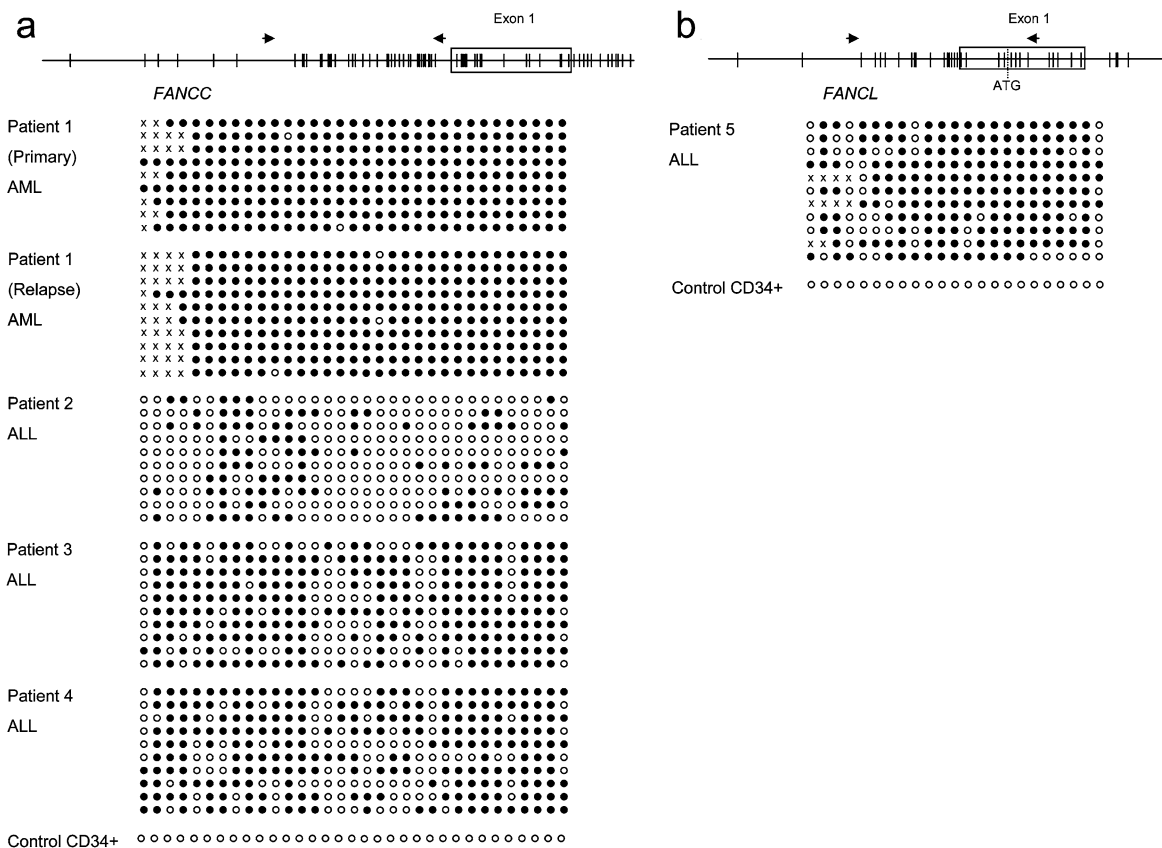 a
Exon 1
FANCC
Patient 1
(Primary)
AML
Patient 1
(Relapse)
AML
Patient 2
ALL
Patient 3
ALL
Patient 4
ALL
Control CD34+
b
Exon 1
ATG
FANCL
Patient 5
ALL
Control CD34+